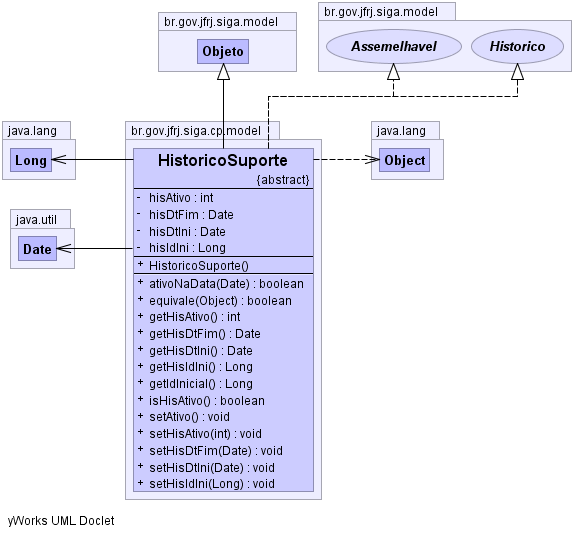 br.gov.jfrj.siga.model
Objeto
br.gov.jfrj.siga.model
Assemelhavel
Historico
java.lang
Long
java.util
Date
br.gov.jfrj.siga.cp.model
HistoricoSuporte
{abstract}
- hisAtivo : int
- hisDtFim : Date
- hisDtIni : Date
- hisIdIni : Long
+ HistoricoSuporte()
+ ativoNaData(Date) : boolean
+ equivale(Object) : boolean
+ getHisAtivo() : int
+ getHisDtFim() : Date
+ getHisDtIni() : Date
+ getHisIdIni() : Long
+ getIdInicial() : Long
+ isHisAtivo() : boolean
+ setAtivo() : void
+ setHisAtivo(int) : void
+ setHisDtFim(Date) : void
+ setHisDtIni(Date) : void
+ setHisIdIni(Long) : void
java.lang
Object
yWorks UML Doclet